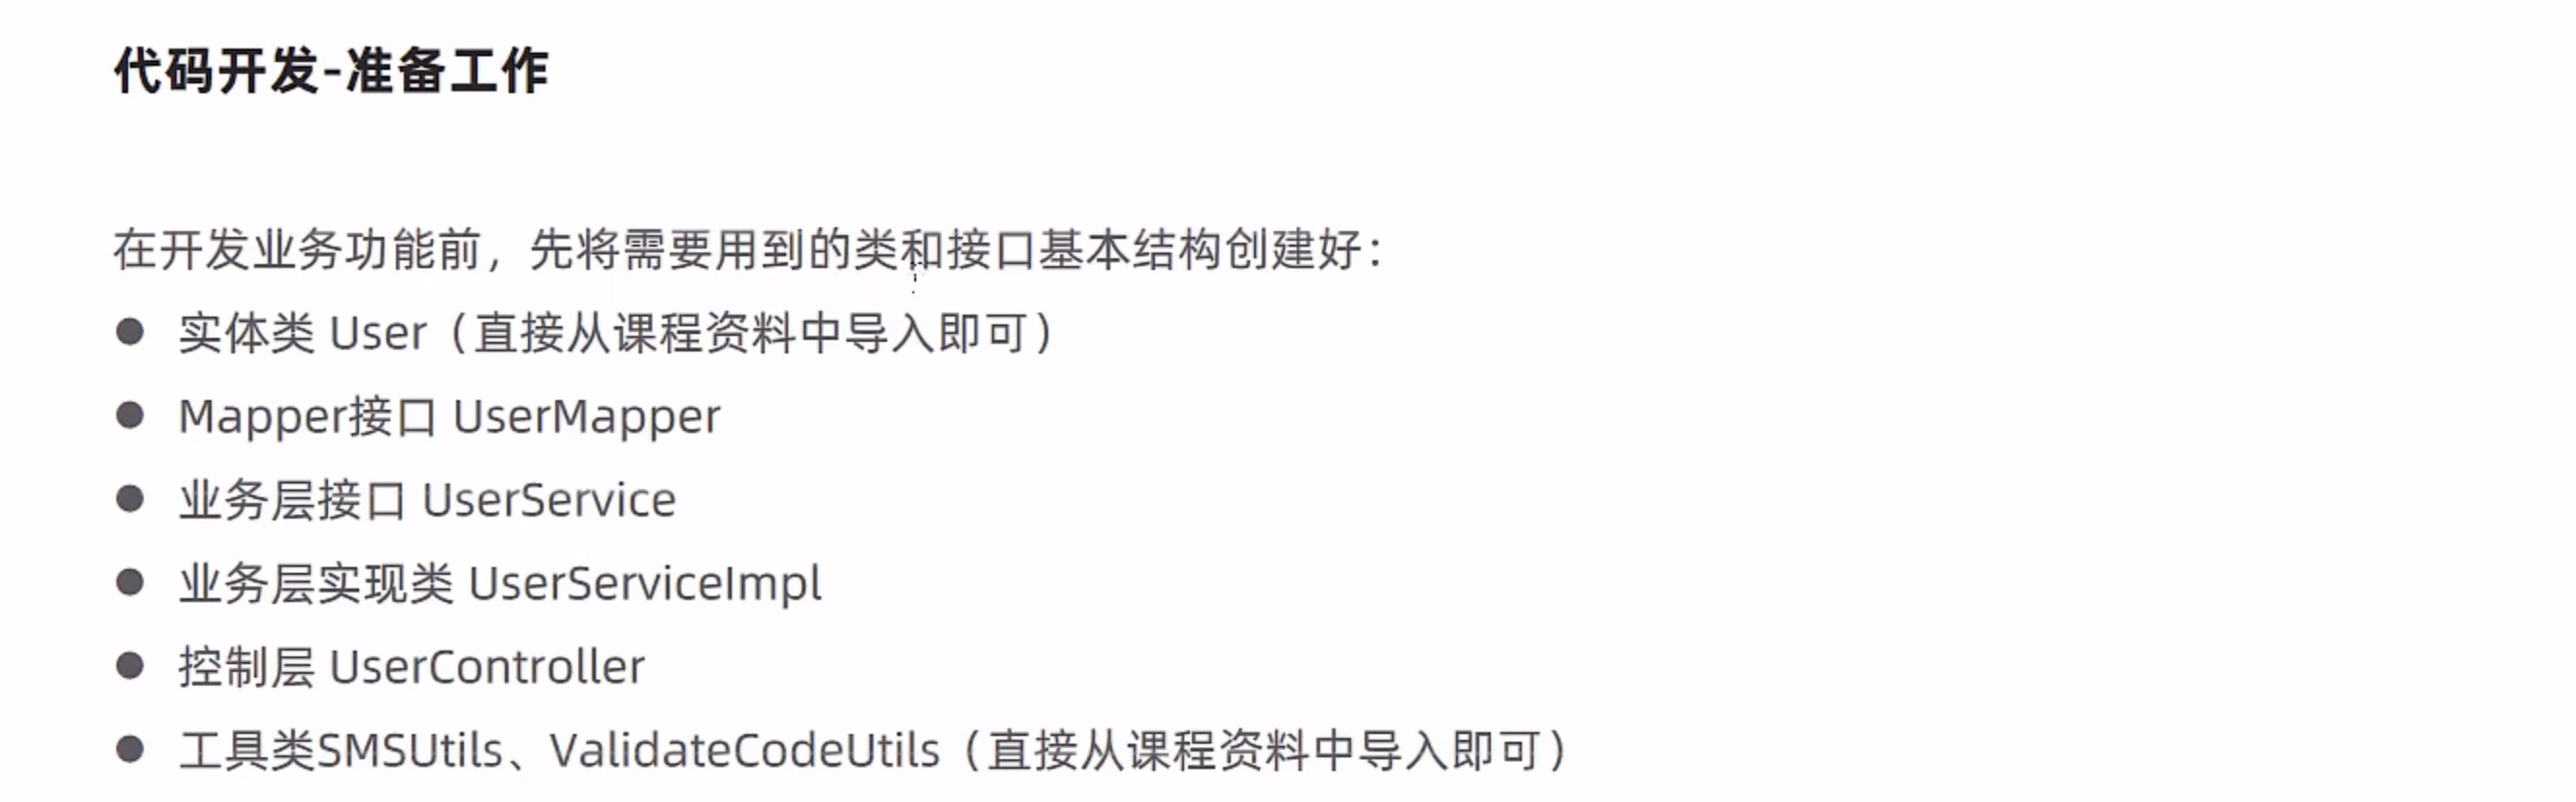 代码开发-准备工作
在开发业务功能前，先将需要用到的类和接口基本结构创建好：
● 实体类 User（直接从课程资料中导入即可）
● Mapper接口 UserMapper
● 业务层接口 UserService
● 业务层实现类 UserServiceImpl
● 控制层 UserController
● 工具类SMSUtils、ValidateCodeUtils（直接从课程资料中导入即可）